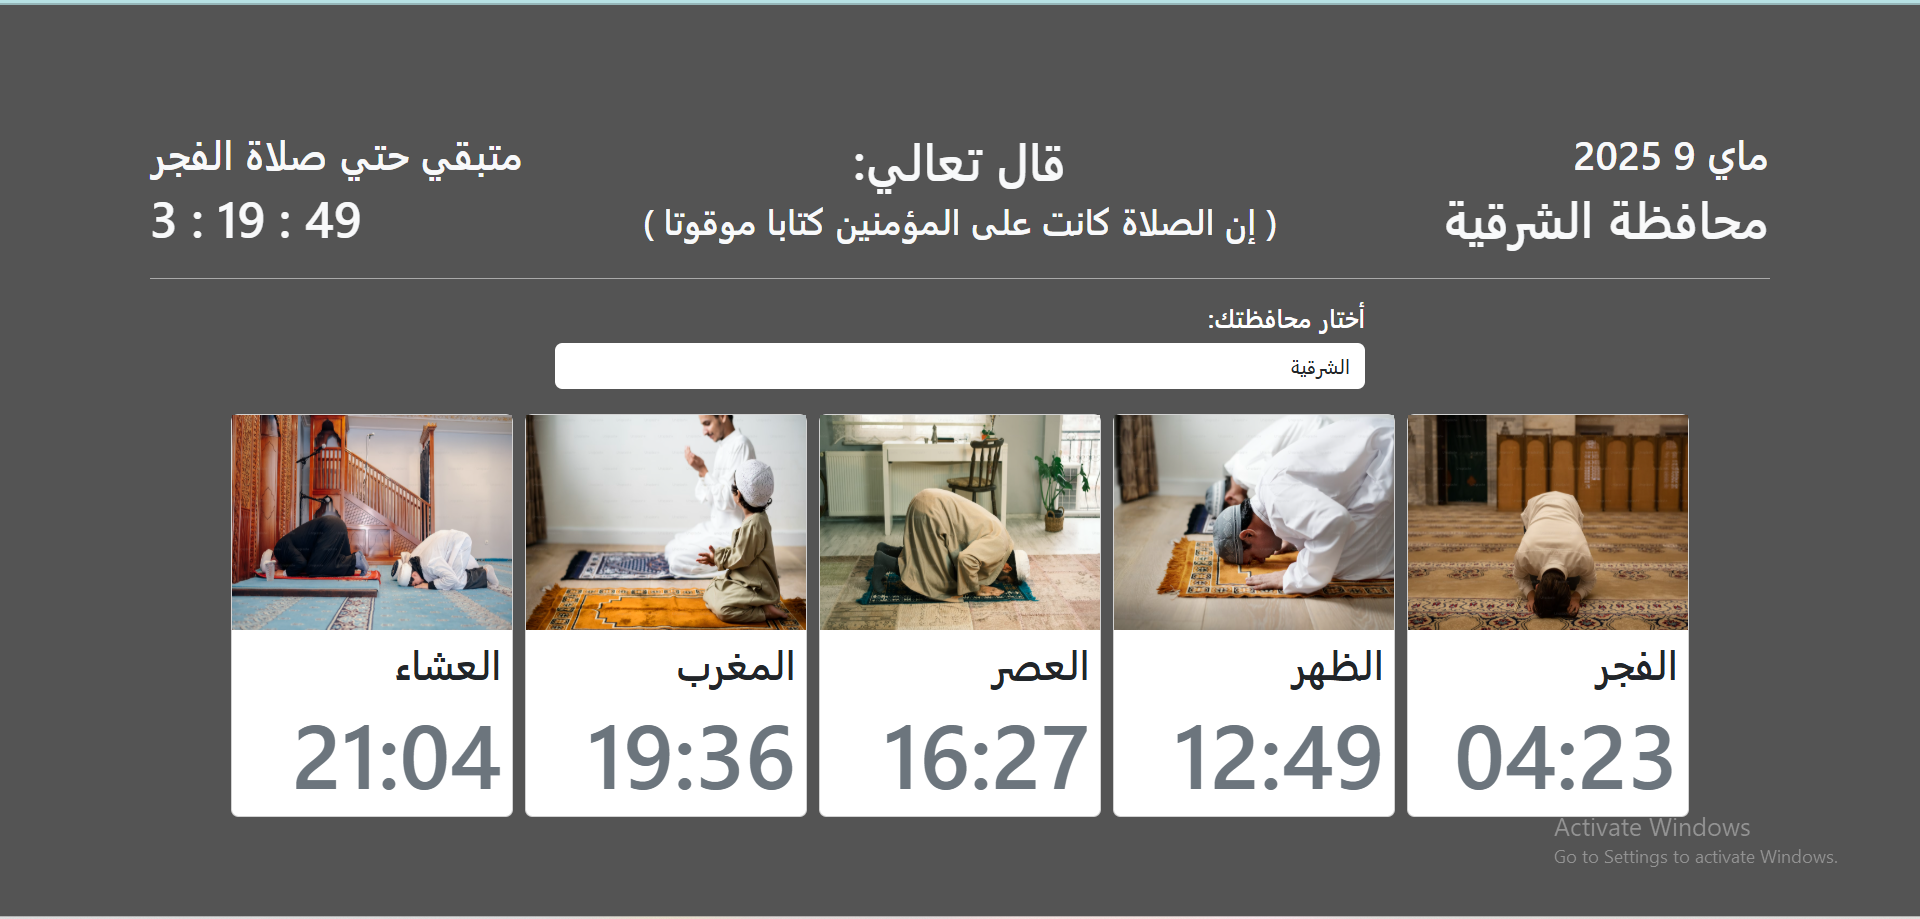 ماي 9 2025
محافظة الشرقية
قال تعالي:
( إن الصلاة كانت على المؤمنين كتابا موقوتا )
متبقي حتي صلاة الفجر
3 : 19 : 49
أختار محافظتك:
الشرقية
الفجر
04:23
الظهر
12:49
العصر
16:27
المغرب
19:36
العشاء
21:04
Activate Windows
Go to Settings to activate Windows.